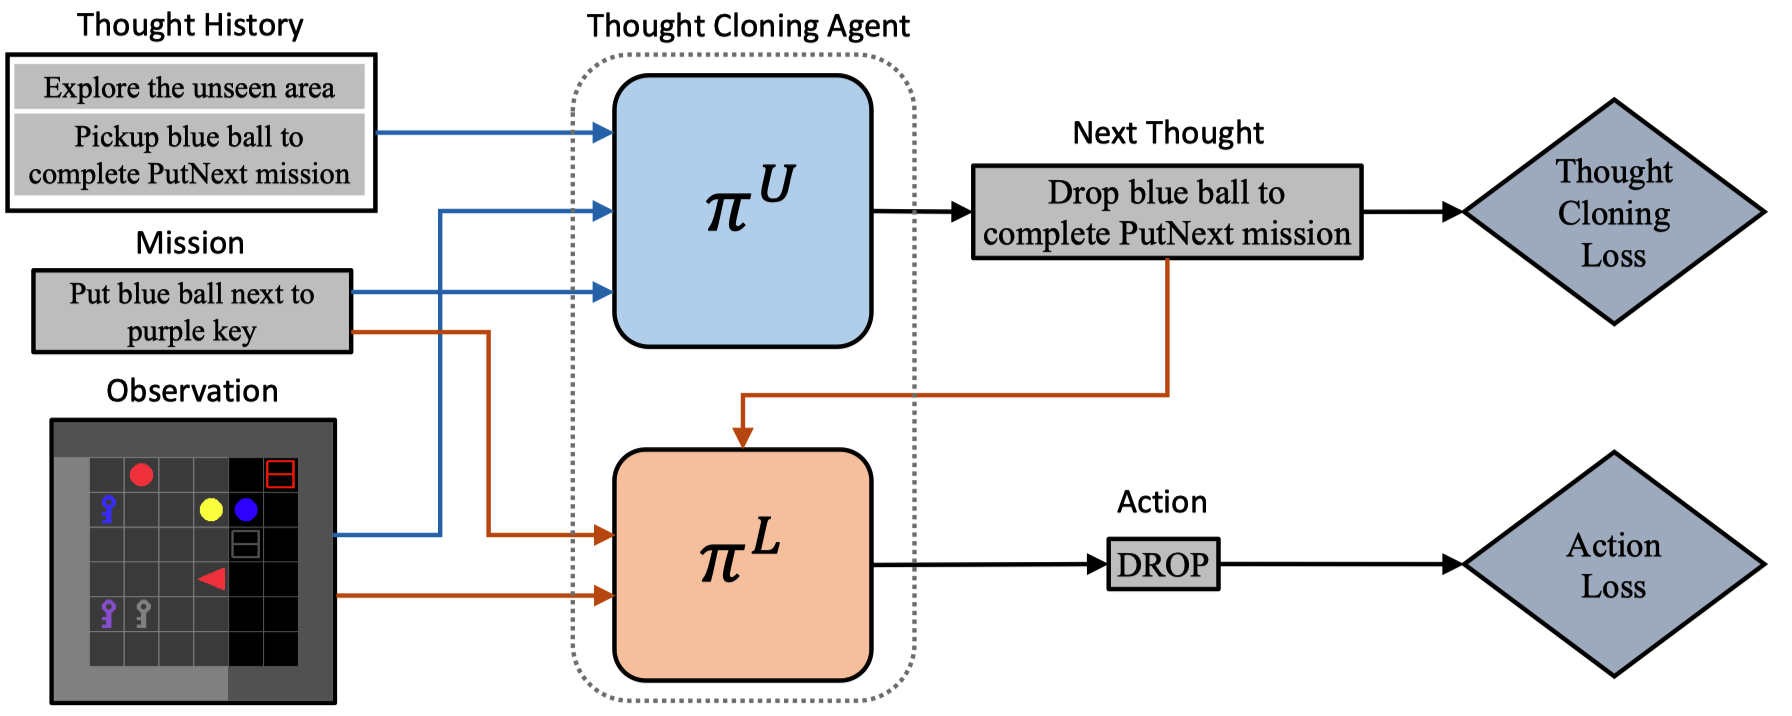 Thought History
Explore the unseen area
Pickup blue ball to
complete PutNext mission
Mission
Put blue ball next to
purple key
Observation
Thought Cloning Agent
π^U
π^L
Next Thought
Drop blue ball to
complete PutNext mission
Action
DROP
Thought
Cloning
Loss
Action
Loss